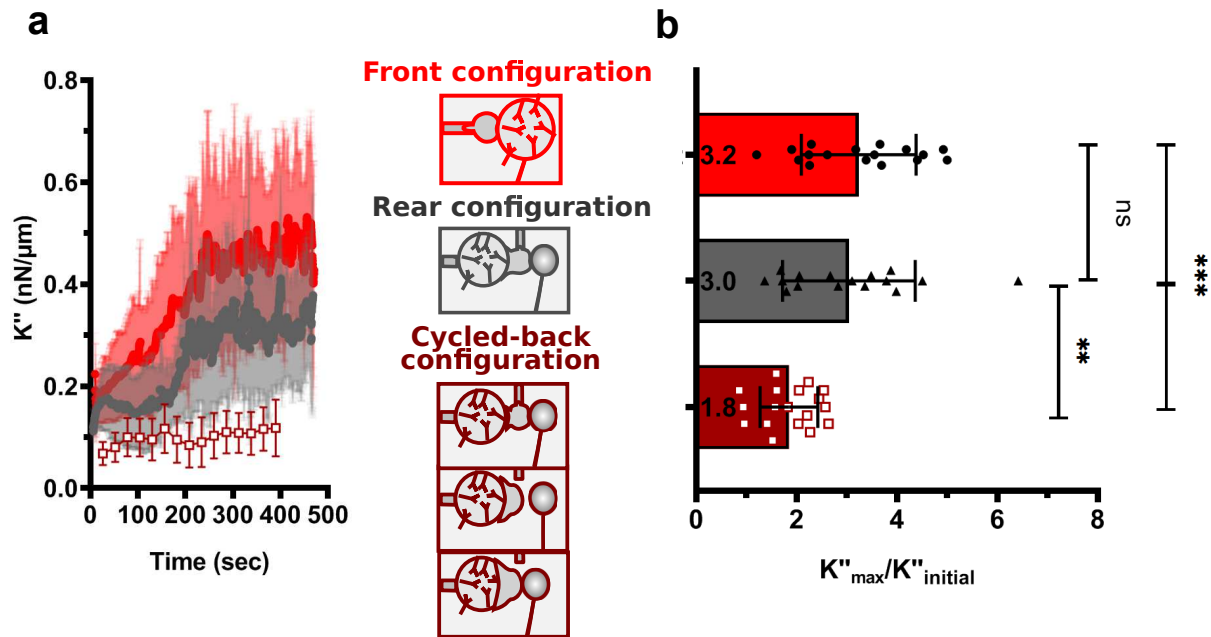 a
0.8
0.6
0.4
0.2
0.0
K'' (nN/μm)
0 100 200 300 400 500
Time (sec)
Front configuration
Rear configuration
Cycled-back
configuration
b
3.2
3.0
1.8
ns
**
***
0 2 4 6 8
K''max/K''initial